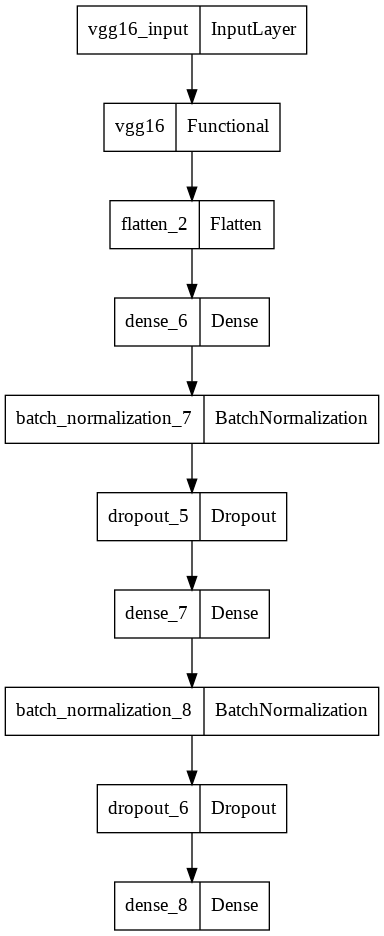 vgg16_input InputLayer
vgg16 Functional
flatten_2 Flatten
dense_6 Dense
batch_normalization_7 BatchNormalization
dropout_5 Dropout
dense_7 Dense
batch_normalization_8 BatchNormalization
dropout_6 Dropout
dense_8 Dense